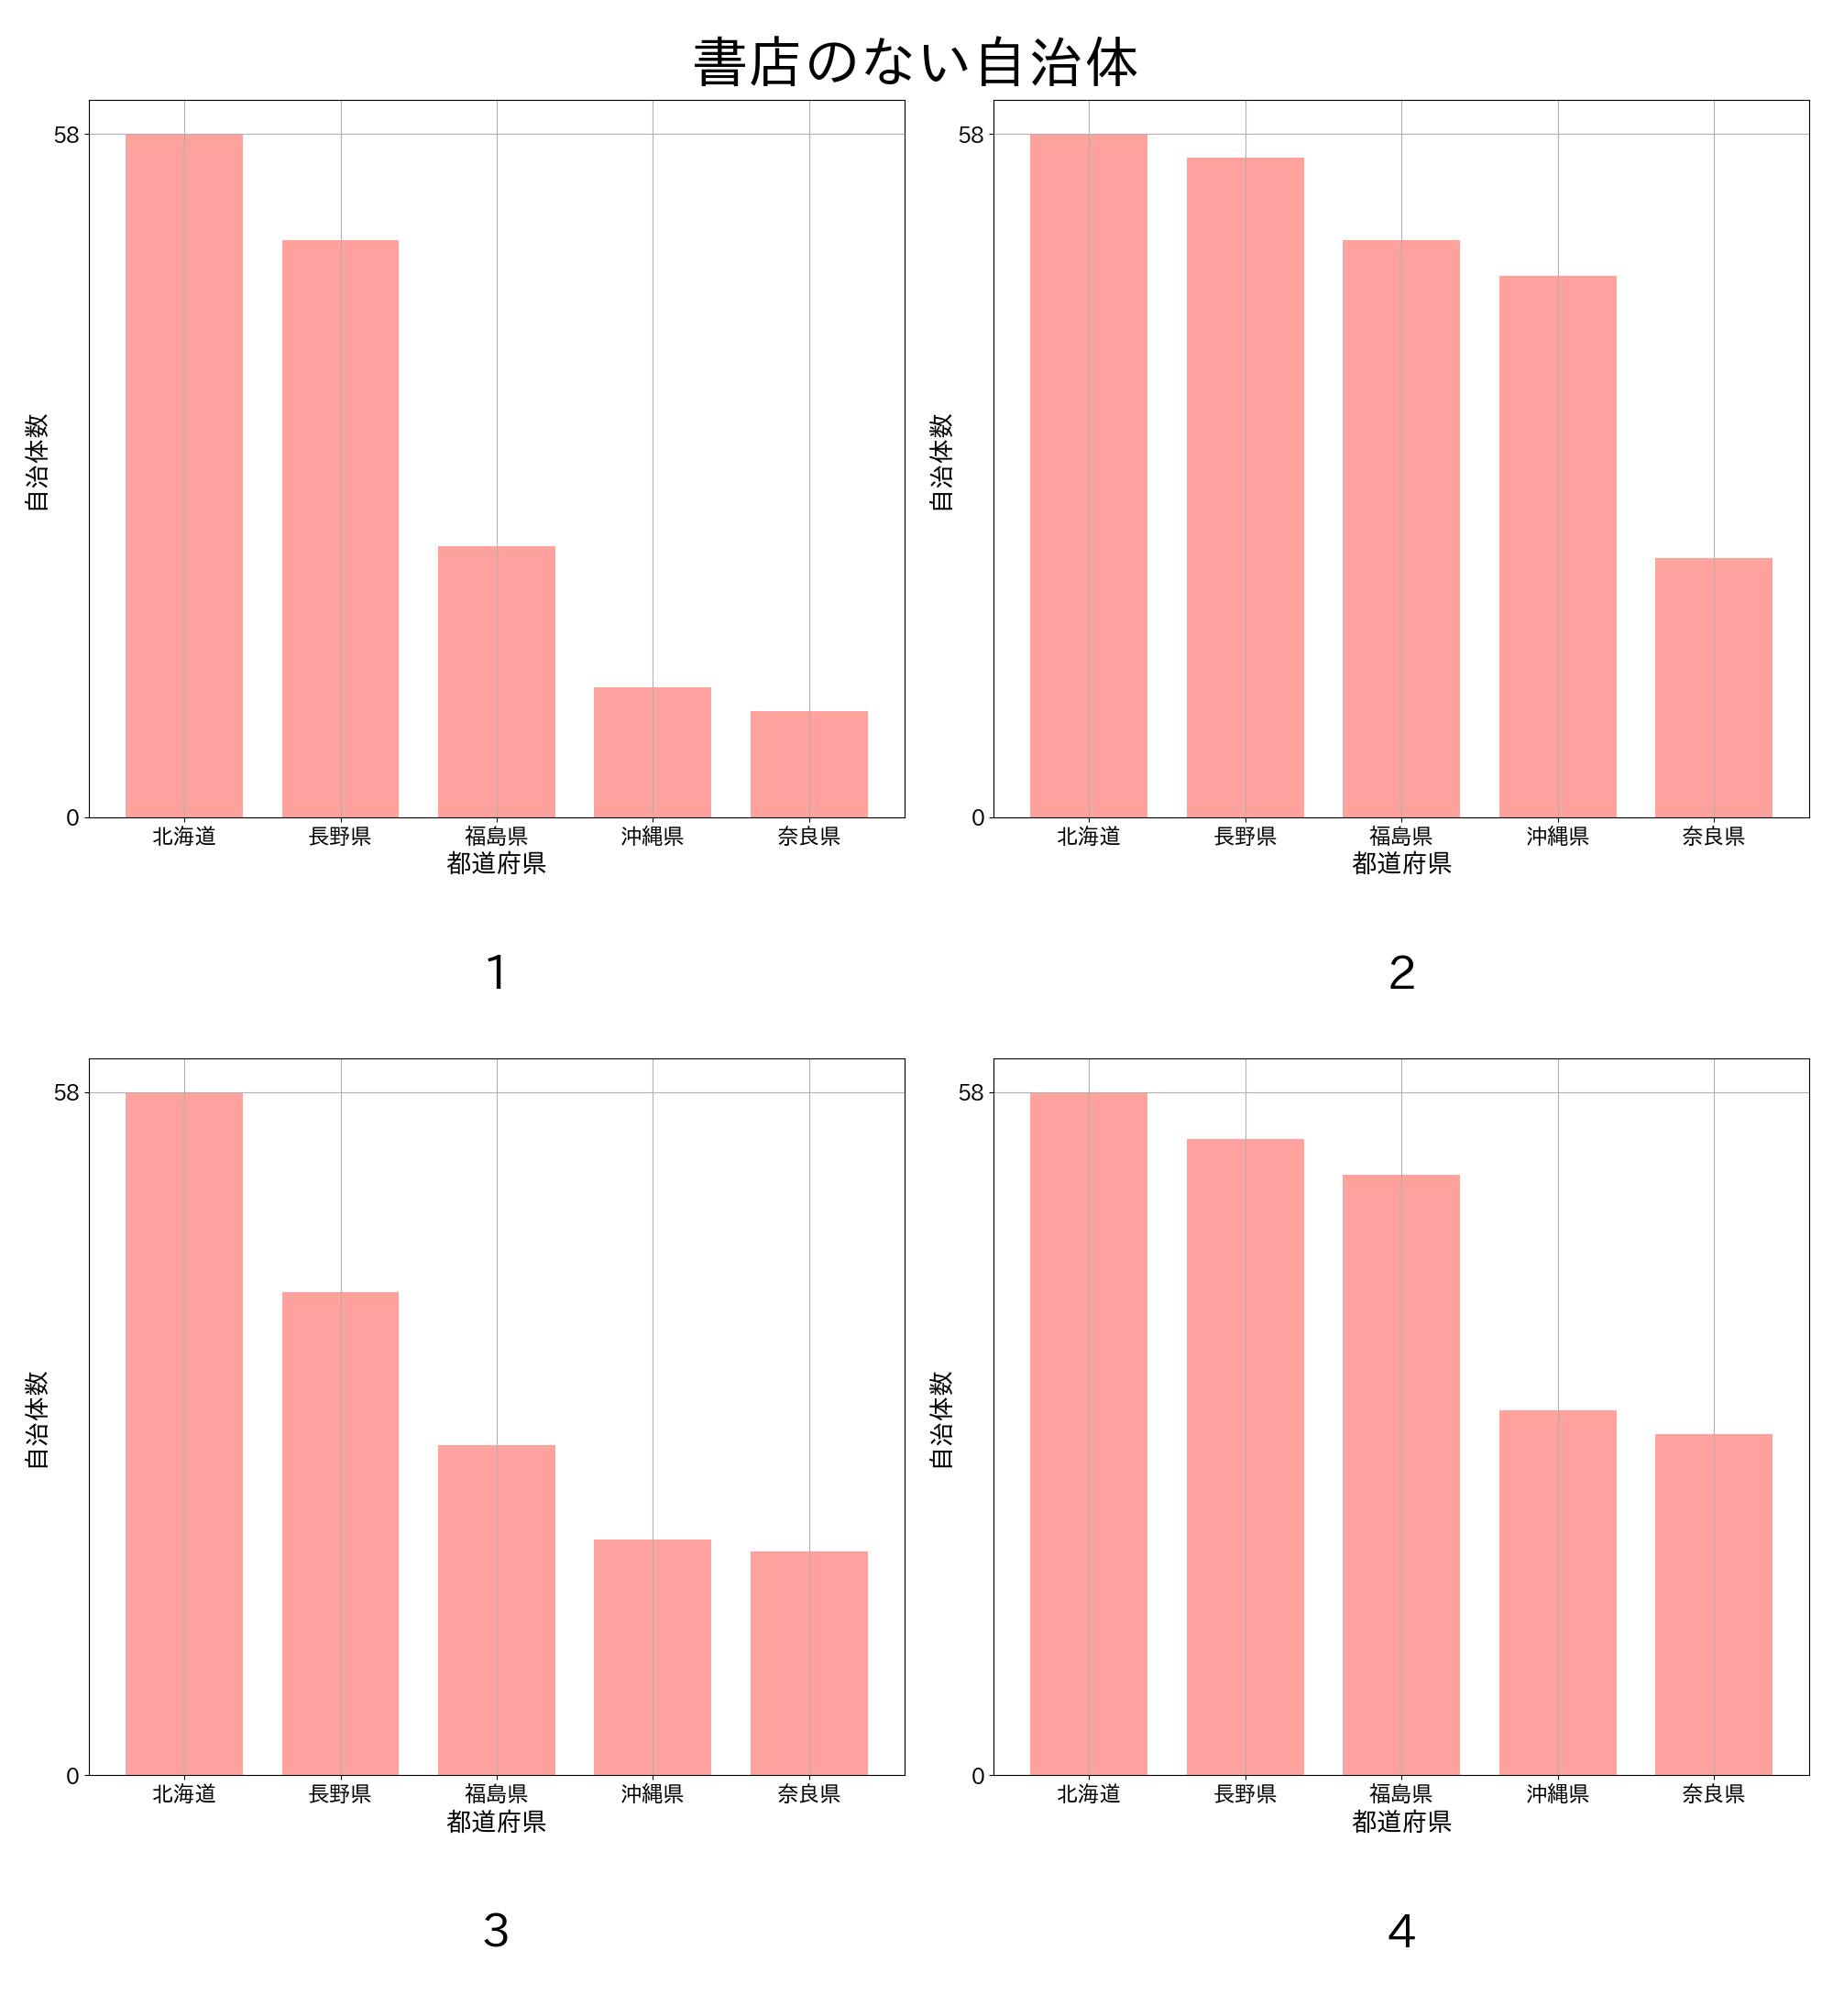 書店のない自治体
58
0
自治体数
北海道 長野県 福島県 沖縄県 奈良県
都道府県
1
58
0
自治体数
北海道 長野県 福島県 沖縄県 奈良県
都道府県
2
58
0
自治体数
北海道 長野県 福島県 沖縄県 奈良県
都道府県
3
58
0
自治体数
北海道 長野県 福島県 沖縄県 奈良県
都道府県
4